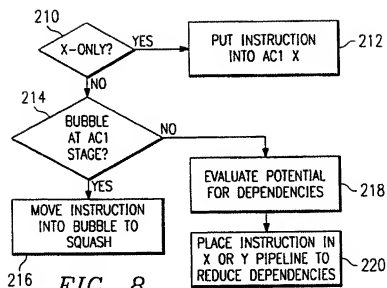 210
X-ONLY?
YES
PUT INSTRUCTION
INTO AC1 X
212
NO
214
BUBBLE
AT AC1
STAGE?
NO
YES
EVALUATE POTENTIAL
FOR DEPENDENCIES
218
MOVE INSTRUCTION
INTO BUBBLE TO
SQUASH
216
PLACE INSTRUCTION IN
X OR Y PIPELINE TO
REDUCE DEPENDENCIES
220
FIG. 8